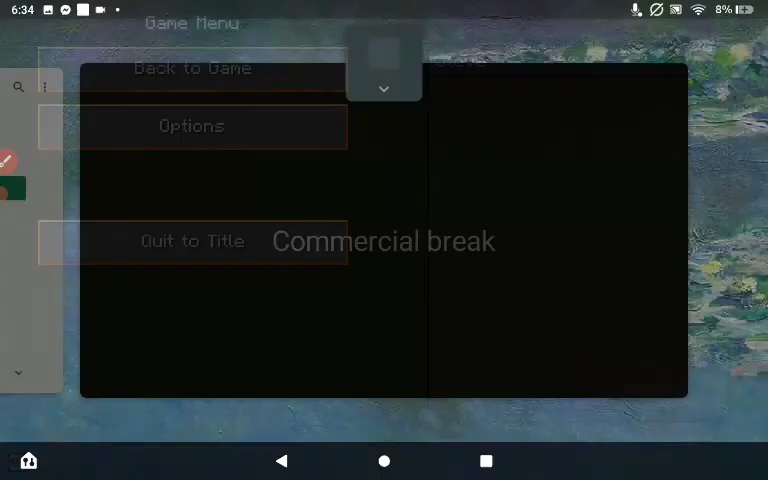 6:34
8%
Game Menu
Back to Game
Options
Quit to Title
Commercial break